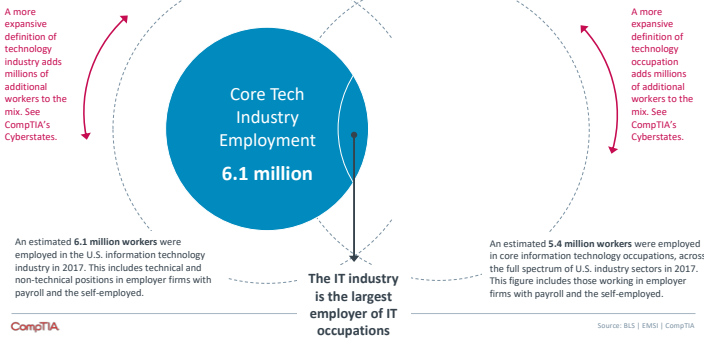 A more
expansive
definition of
technology
industry adds
millions of
additional
workers to the
mix. See
CompTIA's
Cyberstates.
Core Tech
Industry
Employment
6.1 million
A more
expansive
definition of
technology
occupation
adds
millions of
additional
workers to
the mix. See
CompTIA's
Cyberstates.
An estimated 6.1 million workers were
employed in the U.S. information technology
industry in 2017. This includes technical and
non-technical positions in employer firms with
payroll and the self-employed.
The IT industry
is the largest
employer of IT
occupations
An estimated 5.4 million workers were employed
in core information technology occupations, across
the full spectrum of U.S. industry sectors in 2017.
This figure includes those working in employer
firms with payroll and the self-employed.
CompTIA
Source: BLS | EMSI | CompTIA